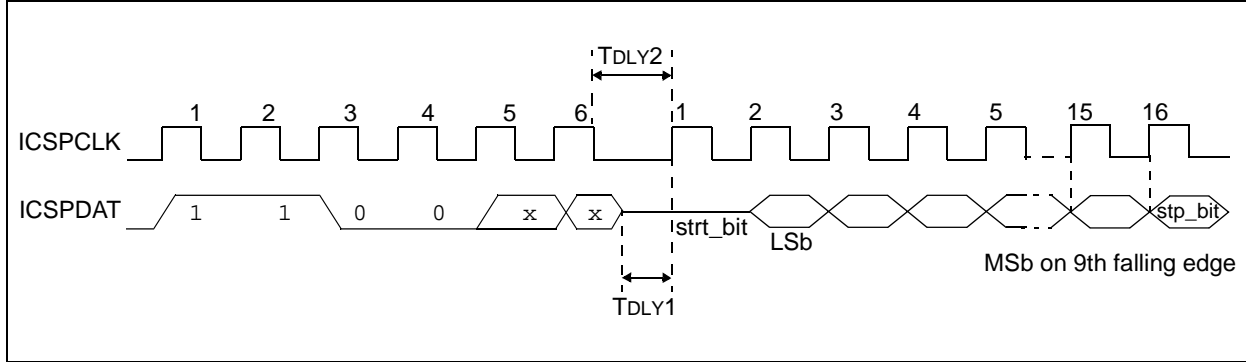 TDLY2
1 2 3 4 5 6 1 2 3 4 5 15 16
ICSPCLK
ICSPDAT
1 1 0 0 x x strt_bit LSb stp_bit
MSb on 9th falling edge
TDLY1